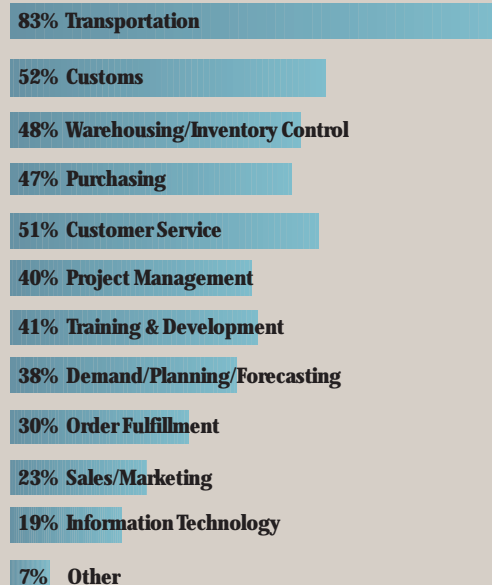 83% Transportation
52% Customs
48% Warehousing/Inventory Control
47% Purchasing
51% Customer Service
40% Project Management
41% Training & Development
38% Demand/Planning/Forecasting
30% Order Fulfillment
23% Sales/Marketing
19% Information Technology
7% Other